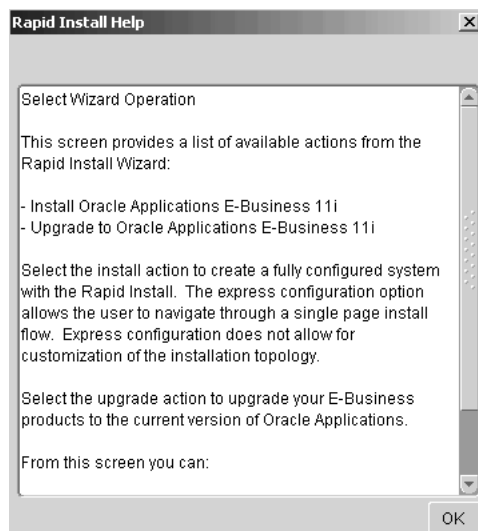 Rapid Install Help
Select Wizard Operation
This screen provides a list of available actions from the
Rapid Install Wizard:
- Install Oracle Applications E-Business 11i
- Upgrade to Oracle Applications E-Business 11i
Select the install action to create a fully configured system
with the Rapid Install. The express configuration option
allows the user to navigate through a single page install
flow. Express configuration does not allow for
customization of the installation topology.
Select the upgrade action to upgrade your E-Business
products to the current version of Oracle Applications.
From this screen you can:
OK